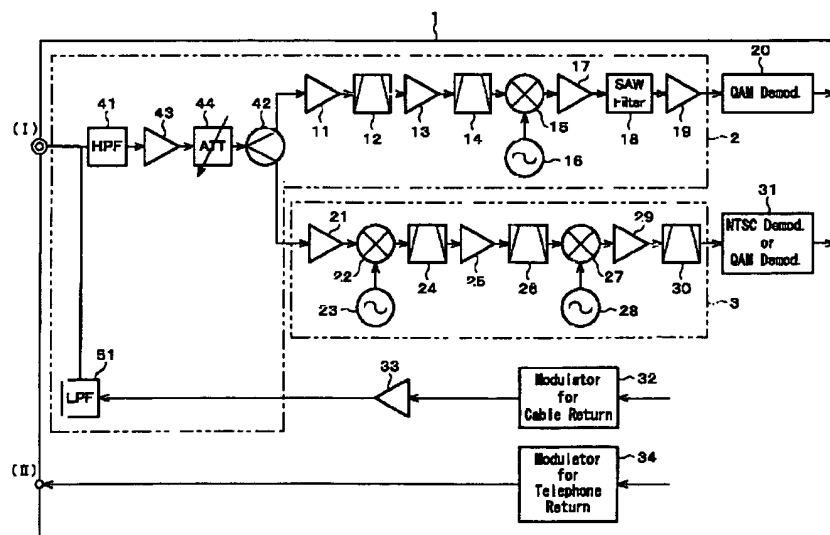 1
41
HPF
43
44
ATT
42
11
12
13
14
15
16
17
SAW
Filter
18
19
20
QAM Demod.
2
(I)
21
22
23
24
25
26
27
28
29
30
31
NTSC Demod.
or
QAM Demod.
3
51
LPF
33
32
Modulator
for
Cable Return
(II)
34
Modulator
for
Telephone
Return